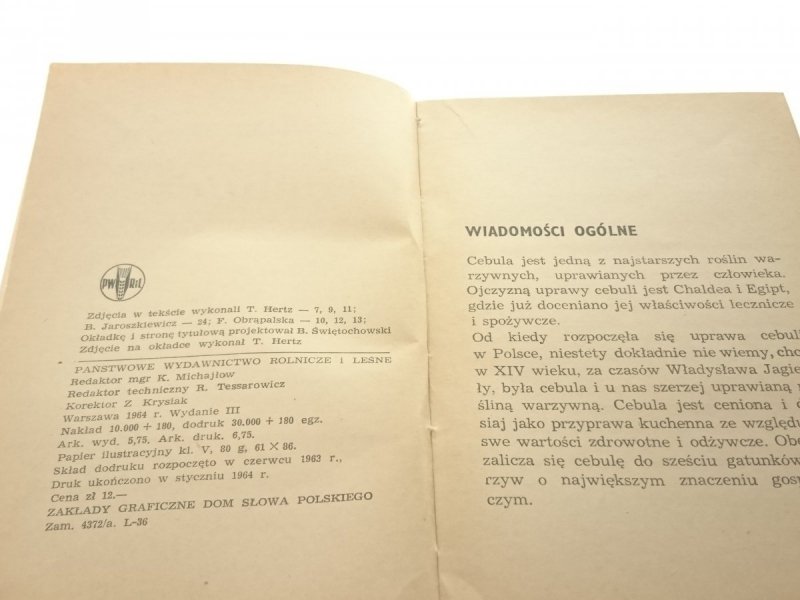 PW RiL
Zdjęcia w tekście wykonali T. Hertz — 7, 9, 11;
B. Jaroszkiewicz — 24; F. Obrąpalska — 10, 12, 13;
Okładkę i stronę tytułową projektował B. Świętochowski
Zdjęcie na okładce wykonał T. Hertz
PAŃSTWOWE WYDAWNICTWO ROLNICZE i LEŚNE
Redaktor mgr K. Michajłow
Redaktor techniczny R. Tessarowicz
Korektor Z Krysiak
Warszawa 1964 r. Wydanie III
Nakład 10.000 + 180, dodruk 30.000 + 180 egz.
Ark. wyd. 5,75. Ark. druk. 6,75.
Papier ilustracyjny kl. V, 80 g, 61 × 86.
Skład dodruku rozpoczęto w czerwcu 1963 r.,
Druk ukończono w styczniu 1964 r.
Cena zł 12.—
ZAKŁADY GRAFICZNE DOM SŁOWA POLSKIEGO
Zam. 4372/a. L-36
WIADOMOŚCI OGÓLNE
Cebula jest jedną z najstarszych roślin wa-
rzywnych, uprawianych przez człowieka.
Ojczyzną uprawy cebuli jest Chaldea i Egipt,
gdzie już doceniano jej właściwości lecznicze
i spożywcze.
Od kiedy rozpoczęła się uprawa cebuli
w Polsce, niestety dokładnie nie wiemy, cho
w XIV wieku, za czasów Władysława Jagie
ły, była cebula i u nas szerzej uprawianą r
śliną warzywną. Cebula jest ceniona i d
siaj jako przyprawa kuchenna ze względu
swe wartości zdrowotne i odżywcze. Obe
zalicza się cebulę do sześciu gatunków
rzyw o największym znaczeniu gosp
czym.